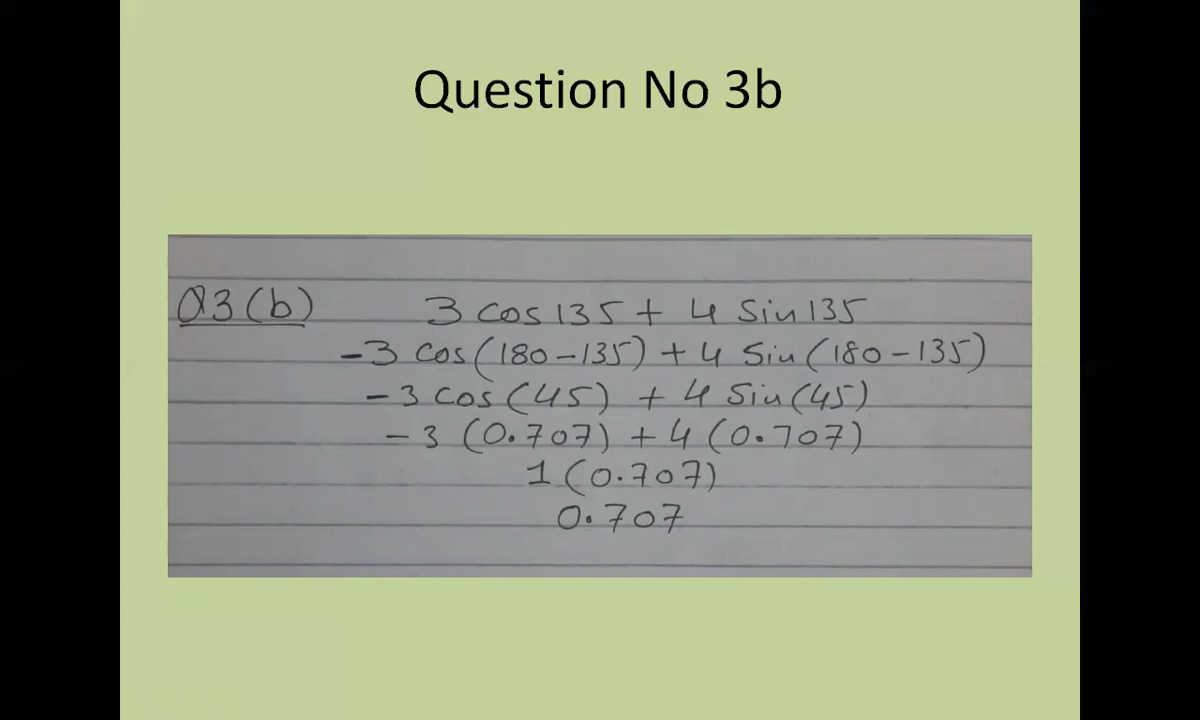 Question No 3b
Q3(b) 3 cos 135 + 4 Sin 135
-3 cos(180-135) + 4 Sin(180-135)
-3 cos(45) + 4 Sin(45)
-3 (0.707) + 4 (0.707)
1 (0.707)
0.707